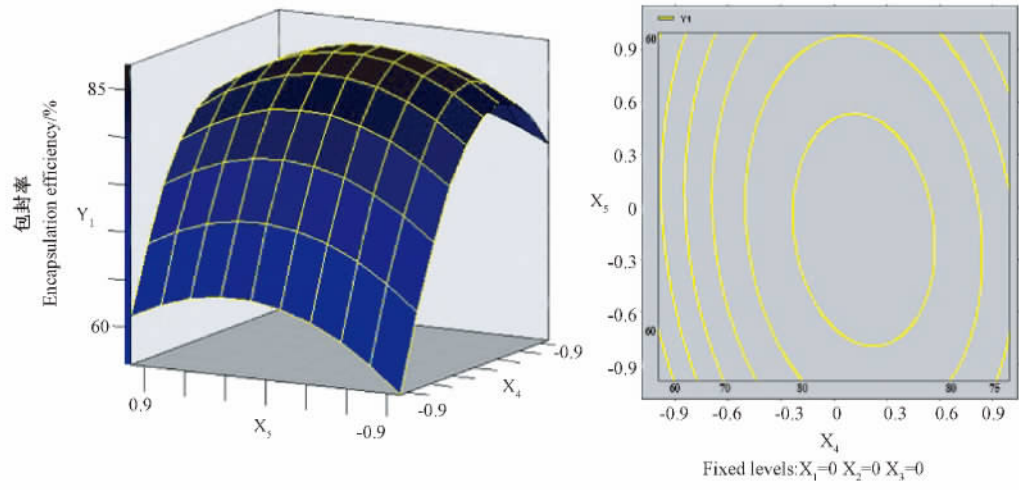 85
包封率
Encapsulation efficiency/%
Y1
60
0.9
X5
-0.9
-0.9
X4
-0.9
Y1
60
0.9
0.6
0.3
X5
0
-0.3
-0.6
60
-0.9
60 70 80 80 75
-0.9 -0.6 -0.3 0 0.3 0.6 0.9
X4
Fixed levels:X1=0 X2=0 X3=0